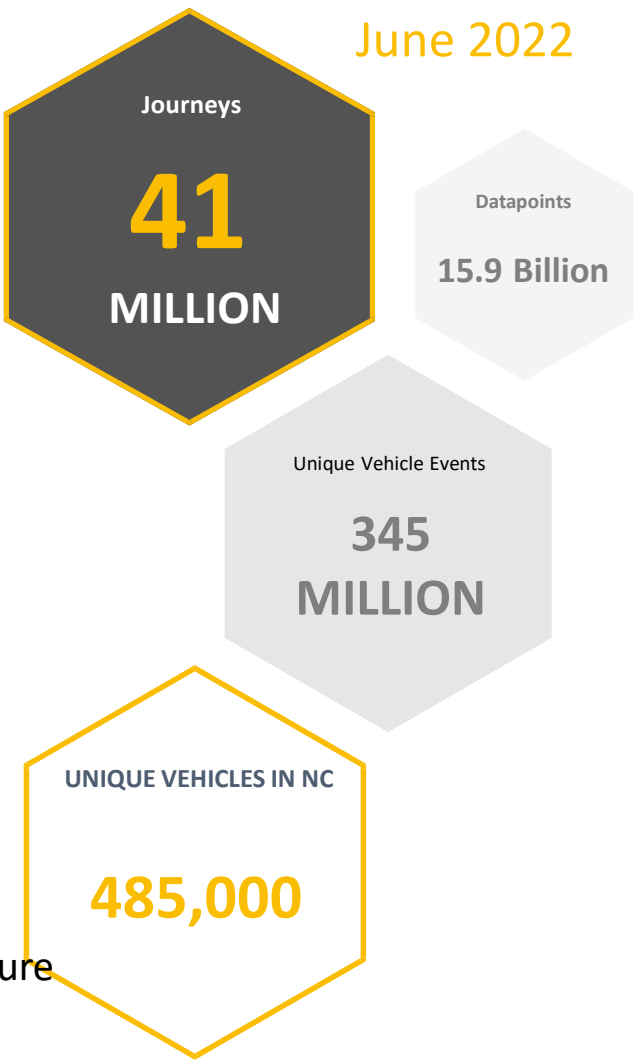 June 2022
Journeys
41
MILLION
Datapoints
15.9 Billion
Unique Vehicle Events
345
MILLION
UNIQUE VEHICLES IN NC
485,000
ure